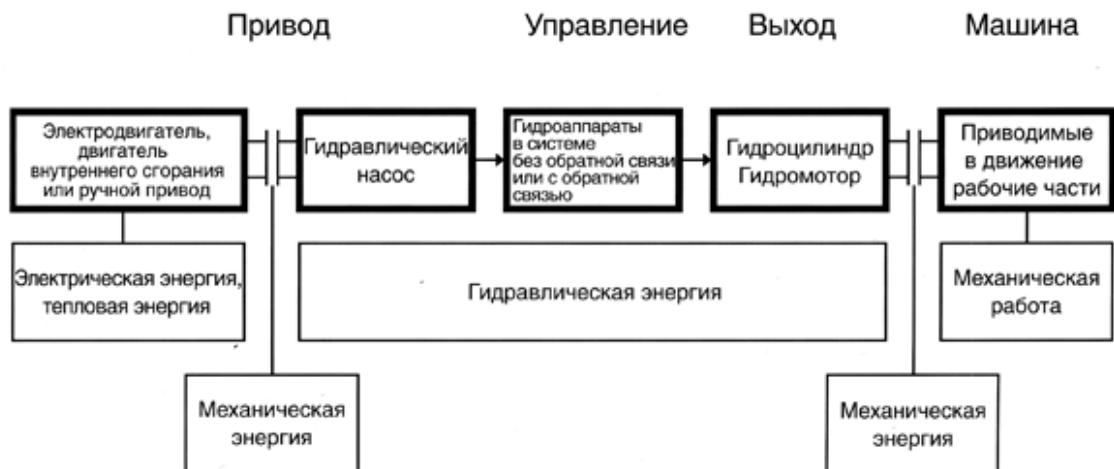 Привод
Управление
Выход
Машина
Электродвигатель,
двигатель
внутреннего сгорания
или ручной привод
Гидравлический
насос
Гидроаппараты
в системе
без обратной связи
или с обратной
связью
Гидроцилиндр
Гидромотор
Приводимые
в движение
рабочие части
Электрическая энергия,
тепловая энергия
Гидравлическая энергия
Механическая
работа
Механическая
энергия
Механическая
энергия